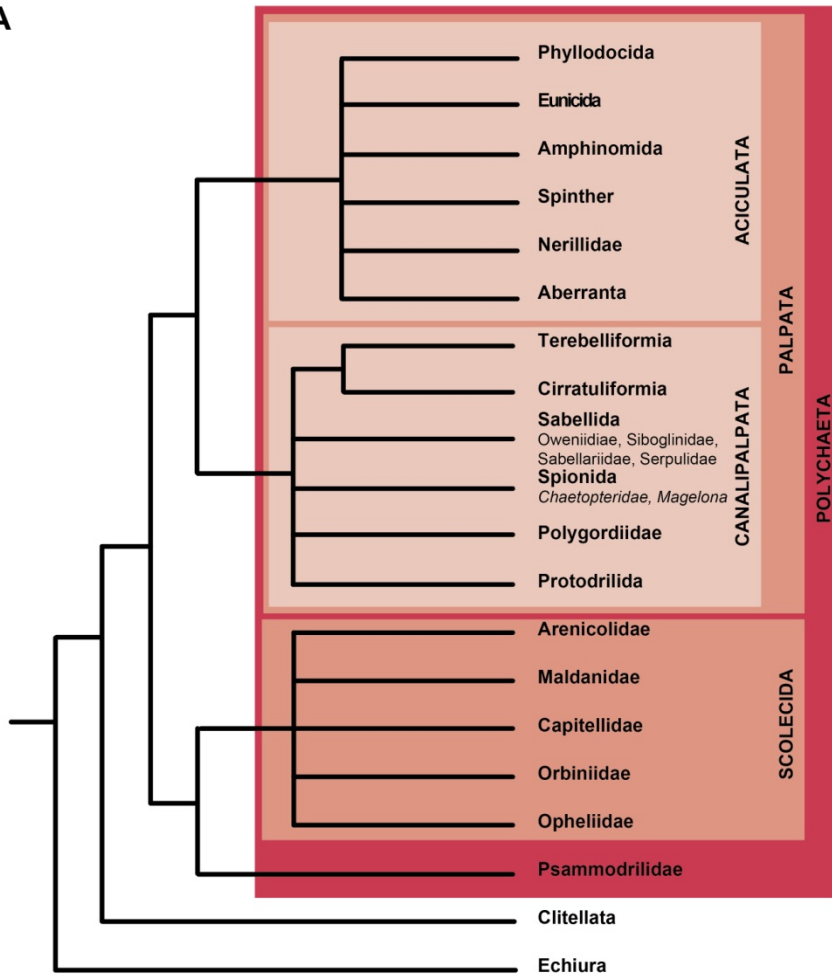 A
Phyllodocida
Eunicida
Amphinomida
Spinther
Nerillidae
Aberranta
ACICULATA
Terebelliformia
Cirratuliformia
Sabellida
Oweniidiae, Siboglinidae,
Sabellariidae, Serpulidae
Spionida
Chaetopteridae, Magelona
Polygordiidae
Protodrilida
CANALIPALPATA
PALPATA
Arenicolidae
Maldanidae
Capitellidae
Orbiniidae
Opheliidae
SCOLECIDA
Psammodrilidae
POLYCHAETA
Clitellata
Echiura